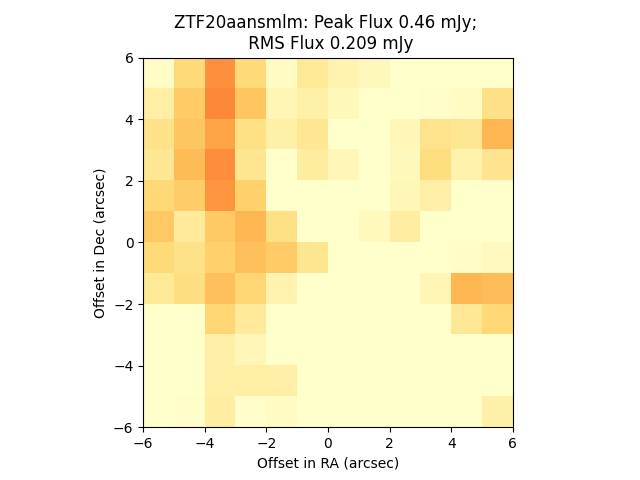 ZTF20aansmlm: Peak Flux 0.46 mJy;
RMS Flux 0.209 mJy
6
4
2
0
−2
−4
−6
Offset in Dec (arcsec)
−6 −4 −2 0 2 4 6
Offset in RA (arcsec)